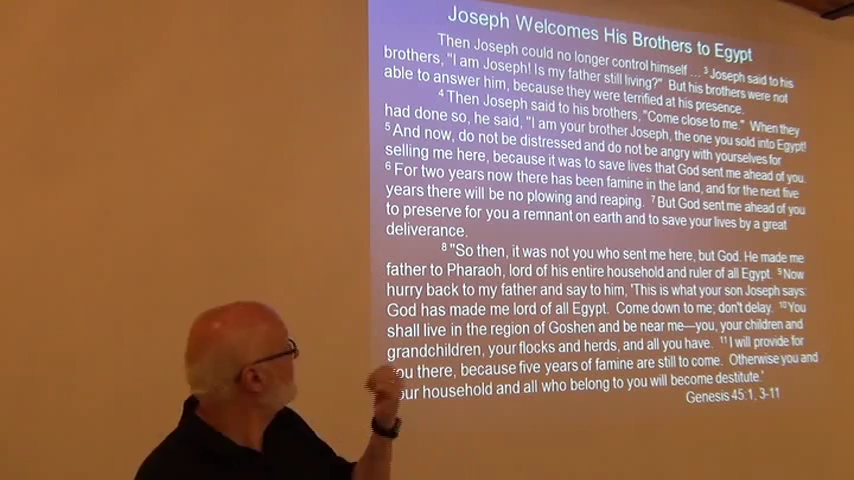 Joseph Welcomes His Brothers to Egypt
Then Joseph could no longer control himself ... 3 Joseph said to his
brothers, "I am Joseph! Is my father still living?" But his brothers were not
able to answer him, because they were terrified at his presence.
4 Then Joseph said to his brothers, "Come close to me." When they
had done so, he said, "I am your brother Joseph, the one you sold into Egypt!
5 And now, do not be distressed and do not be angry with yourselves for
selling me here, because it was to save lives that God sent me ahead of you.
6 For two years now there has been famine in the land, and for the next five
years there will be no plowing and reaping. 7 But God sent me ahead of you
to preserve for you a remnant on earth and to save your lives by a great
deliverance.
8 "So then, it was not you who sent me here, but God. He made me
father to Pharaoh, lord of his entire household and ruler of all Egypt. 9 Now
hurry back to my father and say to him, 'This is what your son Joseph says:
God has made me lord of all Egypt. Come down to me; don't delay. 10 You
shall live in the region of Goshen and be near me—you, your children and
grandchildren, your flocks and herds, and all you have. 11 I will provide for
you there, because five years of famine are still to come. Otherwise you and
your household and all who belong to you will become destitute.'
Genesis 45:1, 3-11